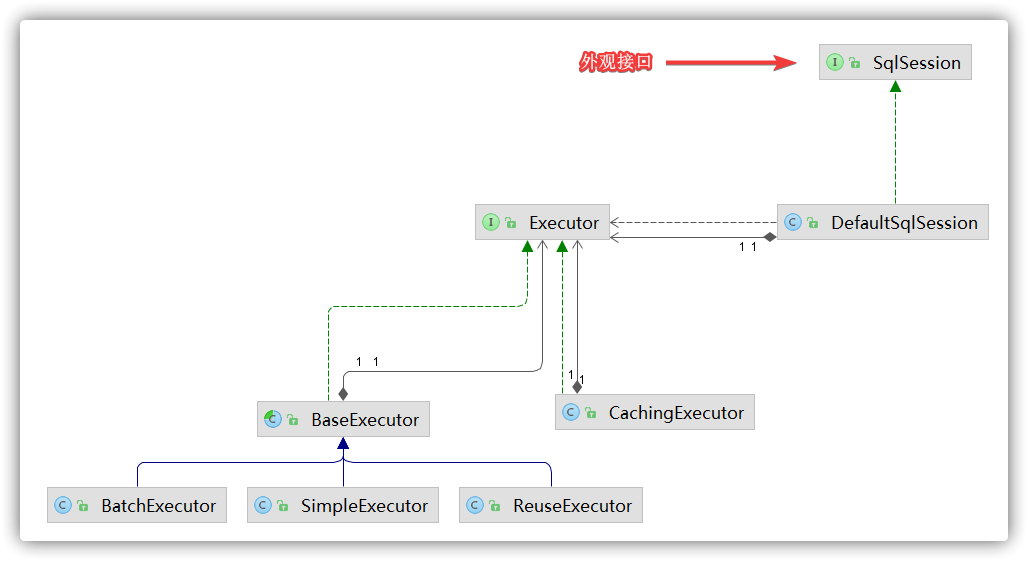 外观接口
I SqlSession
I Executor
C DefaultSqlSession
1 1
1 1
1
1
C BaseExecutor
C CachingExecutor
C BatchExecutor
C SimpleExecutor
C ReuseExecutor